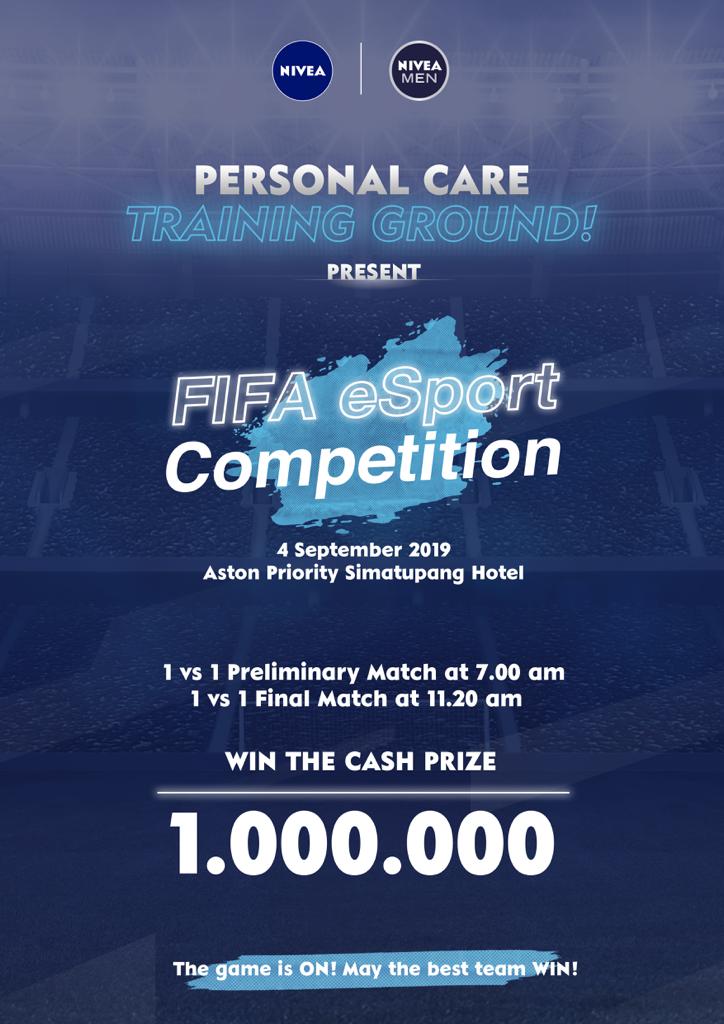 NIVEA
NIVEA
MEN
PERSONAL CARE
TRAINING GROUND!
PRESENT
FIFA eSport
Competition
4 September 2019
Aston Priority Simatupang Hotel
1 vs 1 Preliminary Match at 7.00 am
1 vs 1 Final Match at 11.20 am
WIN THE CASH PRIZE
1.000.000
The game is ON! May the best team WIN!